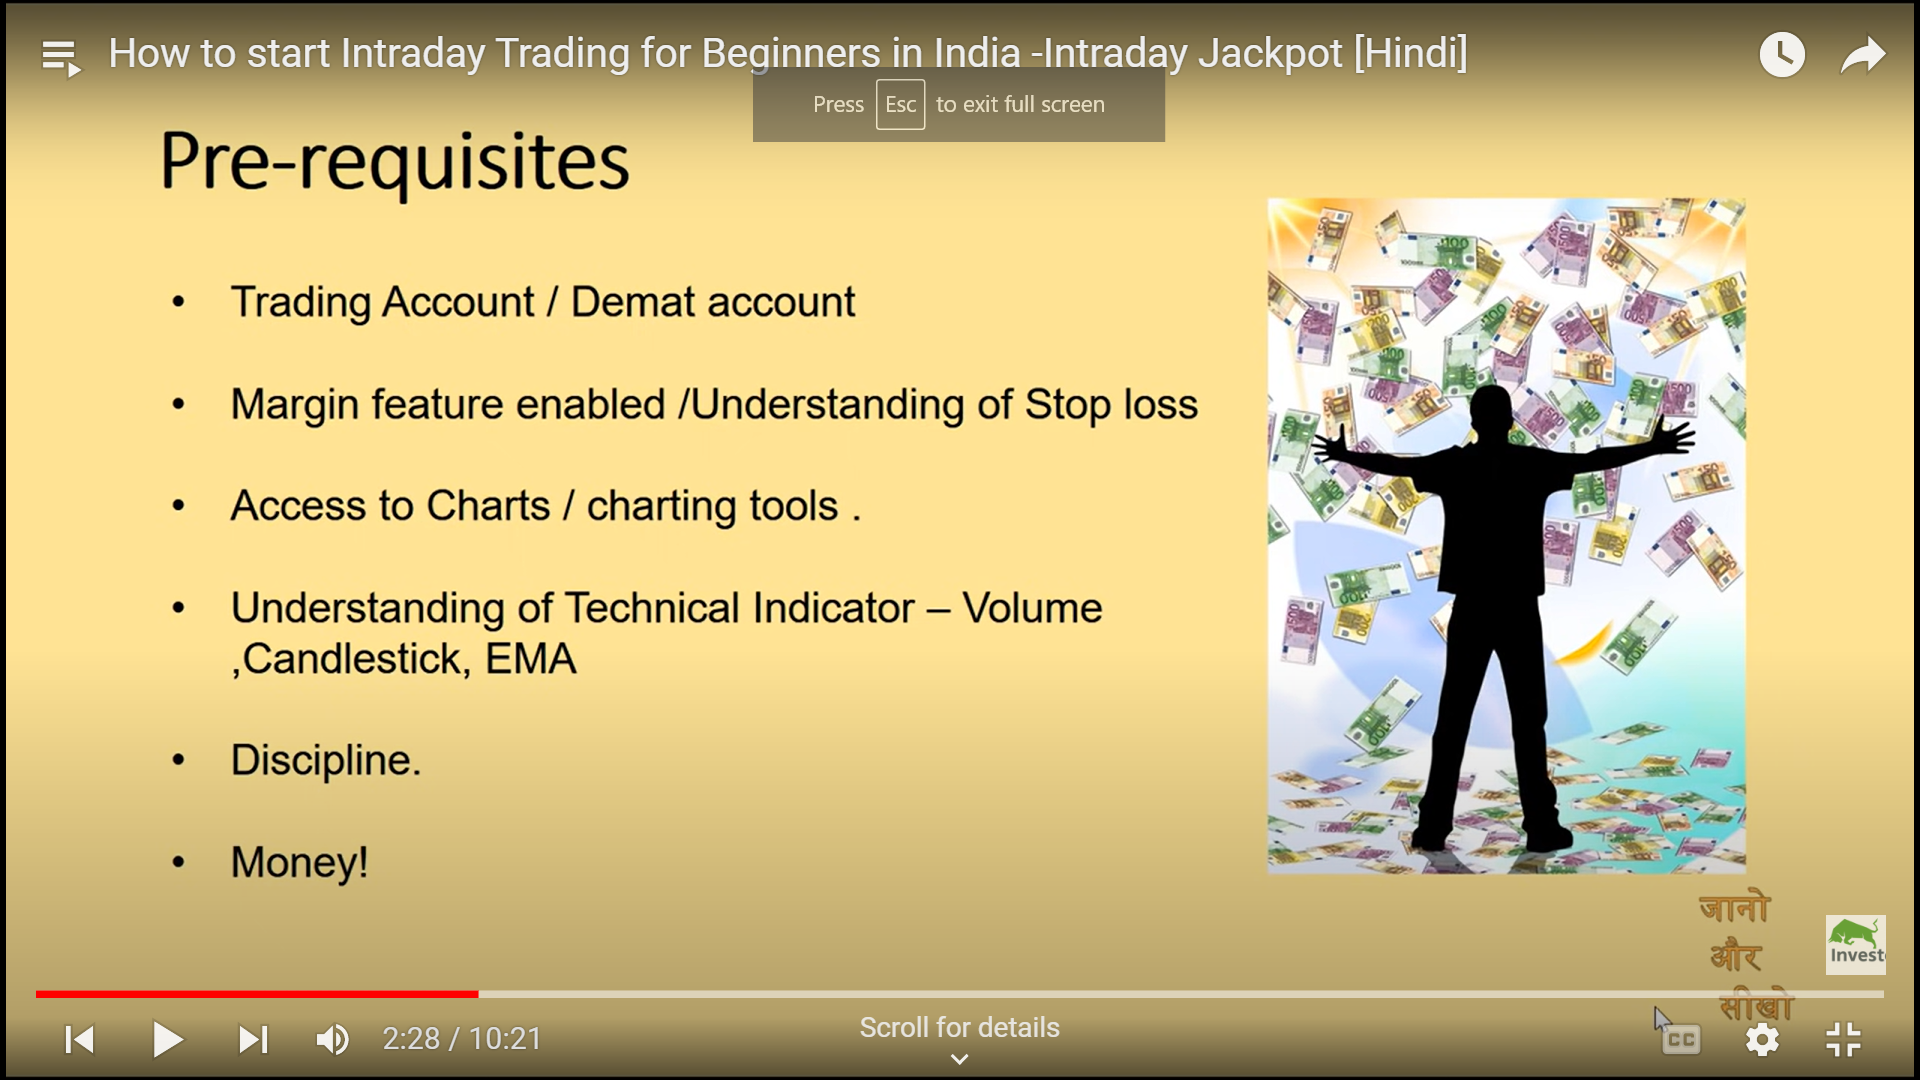 How to start Intraday Trading for Beginners in India -Intraday Jackpot [Hindi]
Press Esc to exit full screen
Pre-requisites
• Trading Account / Demat account
• Margin feature enabled /Understanding of Stop loss
• Access to Charts / charting tools .
• Understanding of Technical Indicator – Volume
,Candlestick, EMA
• Discipline.
• Money!
जानो
और
सीखो
Invest
2:28 / 10:21
Scroll for details
CC